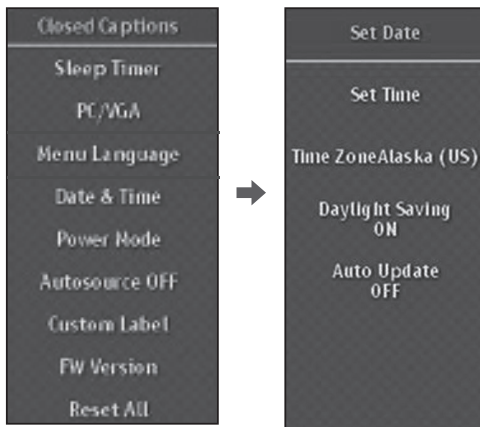 Closed Captions
Sleep Timer
PC/VGA
Menu Language
Date & Time
Power Mode
Autosource OFF
Custom Label
FW Version
Reset All
Set Date
Set Time
Time ZoneAlaska (US)
Daylight Saving
ON
Auto Update
OFF